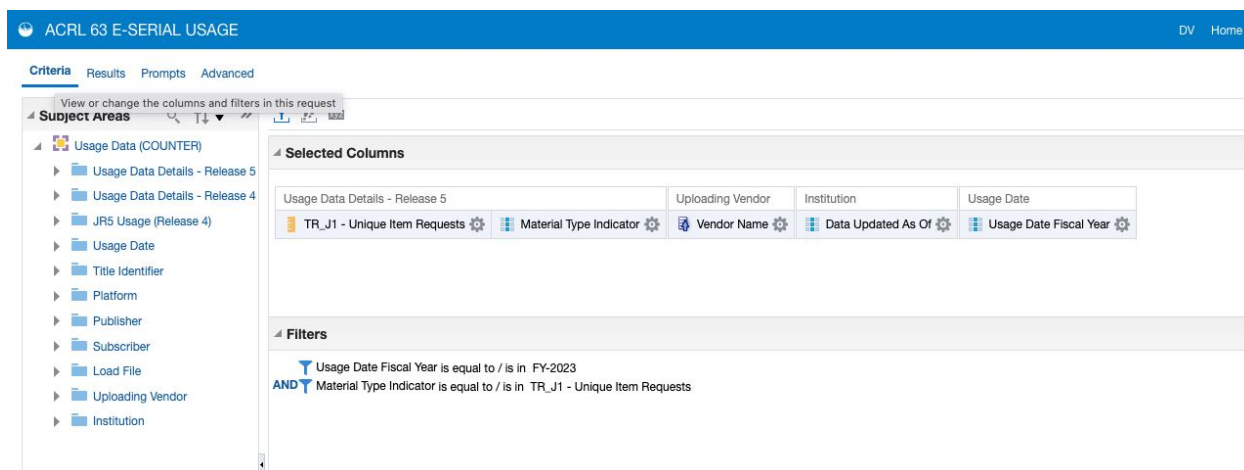 ACRL 63 E-SERIAL USAGE
DV Home
Criteria Results Prompts Advanced
View or change the columns and filters in this request
Subject Areas
Usage Data (COUNTER)
Usage Data Details - Release 5
Usage Data Details - Release 4
JR5 Usage (Release 4)
Usage Date
Title Identifier
Platform
Publisher
Subscriber
Load File
Uploading Vendor
Institution
Selected Columns
Usage Data Details - Release 5 Uploading Vendor Institution Usage Date
TR_J1 - Unique Item Requests Material Type Indicator Vendor Name Data Updated As Of Usage Date Fiscal Year
Filters
Usage Date Fiscal Year is equal to / is in FY-2023
AND Material Type Indicator is equal to / is in TR_J1 - Unique Item Requests